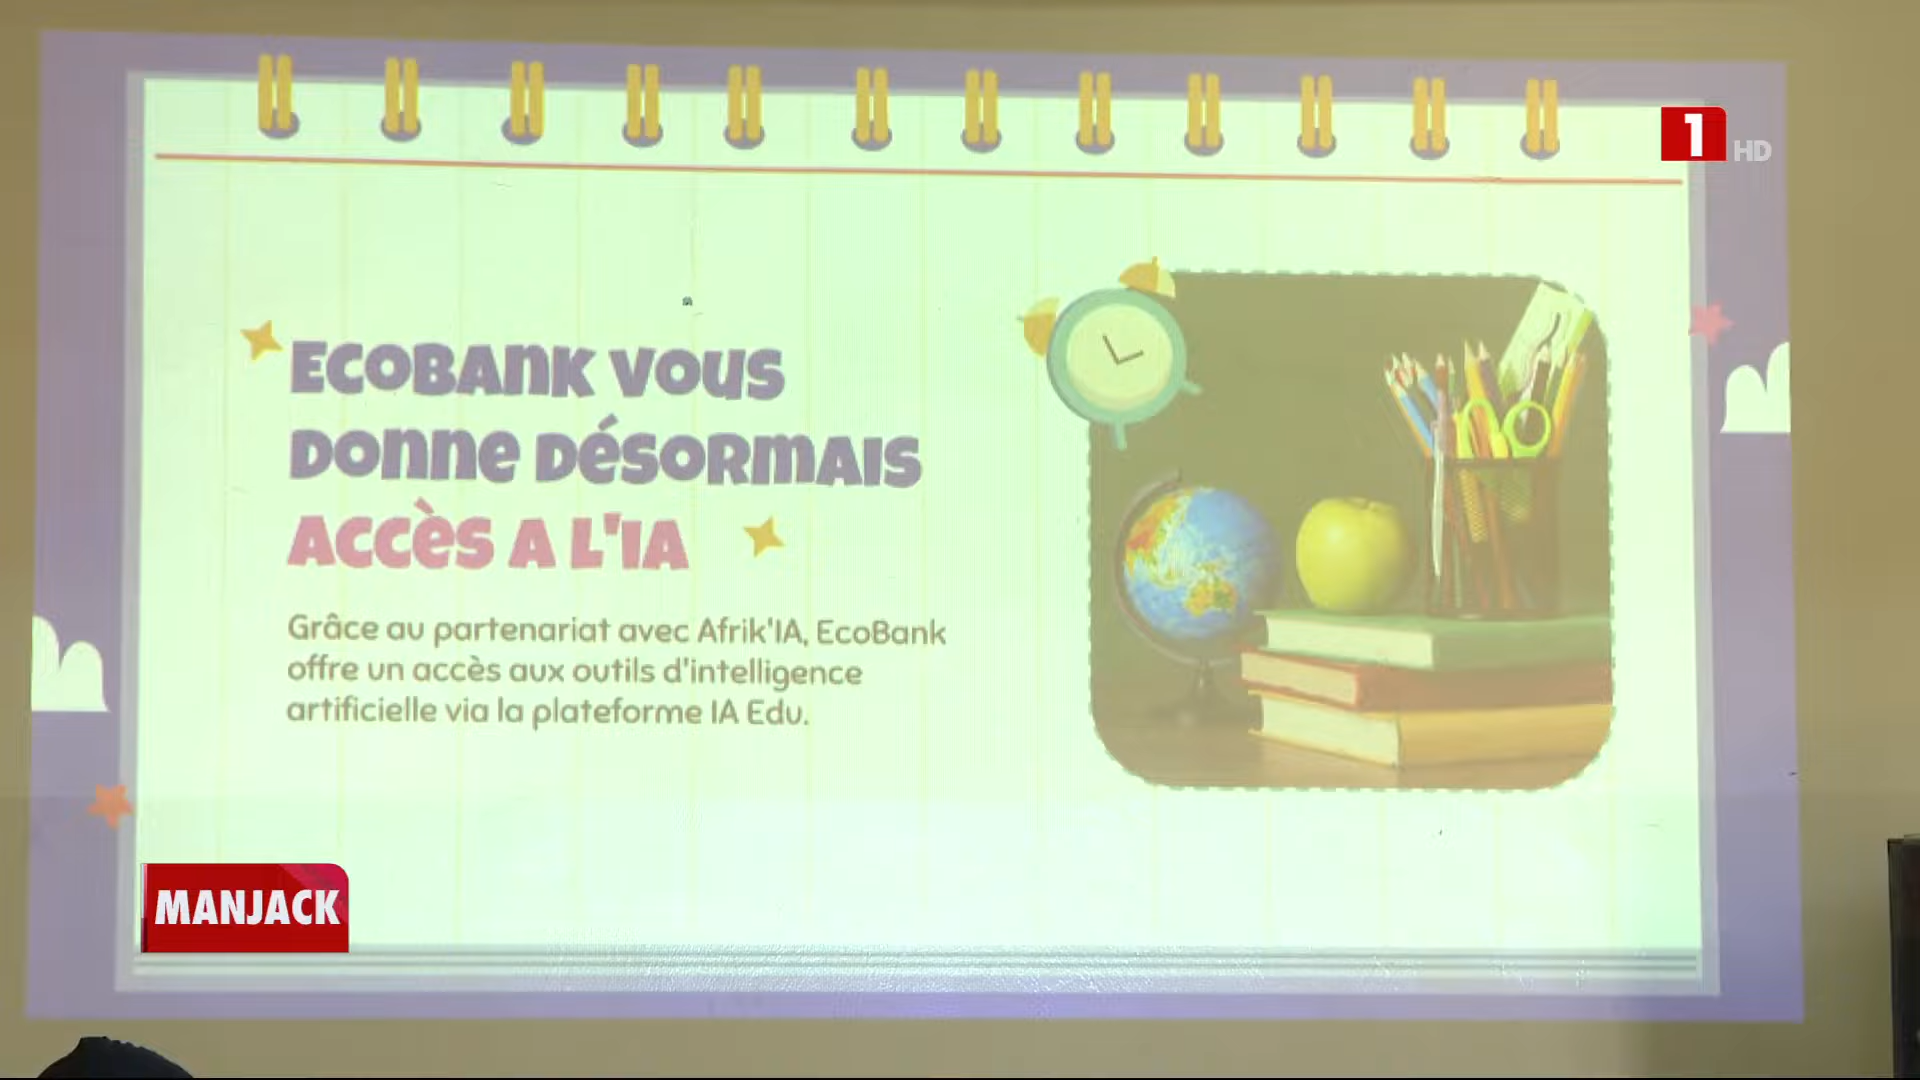 1 HD
ECOBANK VOUS
DONNE DÉSORMAIS
ACCÈS A L'IA
Grâce au partenariat avec Afrik'IA, EcoBank
offre un accès aux outils d'intelligence
artificielle via la plateforme IA Edu.
MANJACK